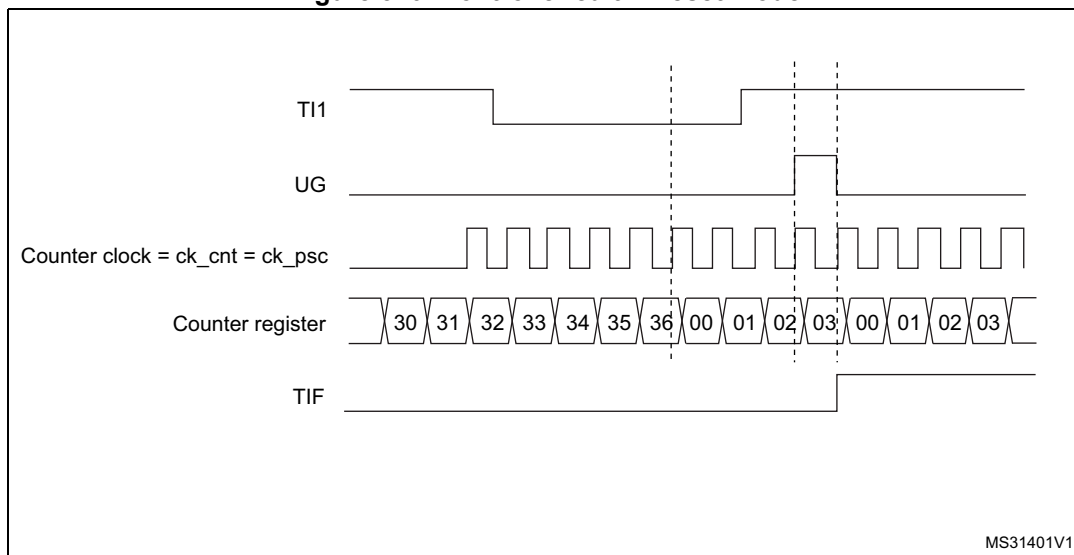 TI1
UG
Counter clock = ck_cnt = ck_psc
Counter register
30 31 32 33 34 35 36 00 01 02 03 00 01 02 03
TIF
MS31401V1